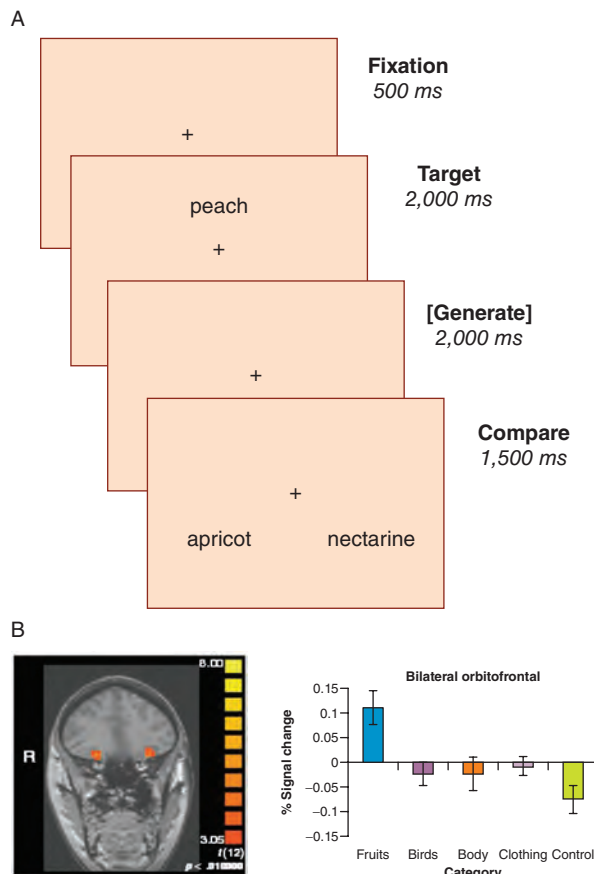 A
Fixation
500 ms
+
Target
2,000 ms
peach
+
[Generate]
2,000 ms
+
Compare
1,500 ms
+
apricot nectarine
B
R
8.00
3.05
t(12)
Bilateral orbitofrontal
% Signal change
0.15
0.1
0.05
0
−0.05
−0.1
−0.15
Fruits Birds Body Clothing Control
Category